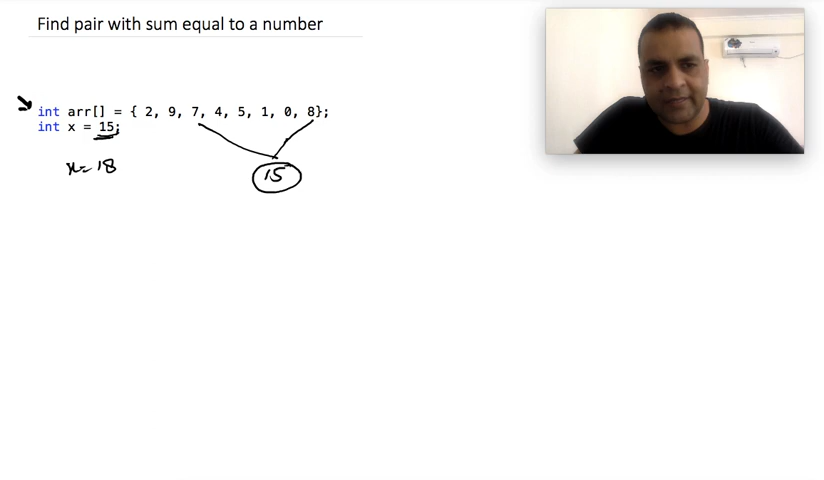 Find pair with sum equal to a number
int arr[] = { 2, 9, 7, 4, 5, 1, 0, 8};
int x = 15;
x= 18
15